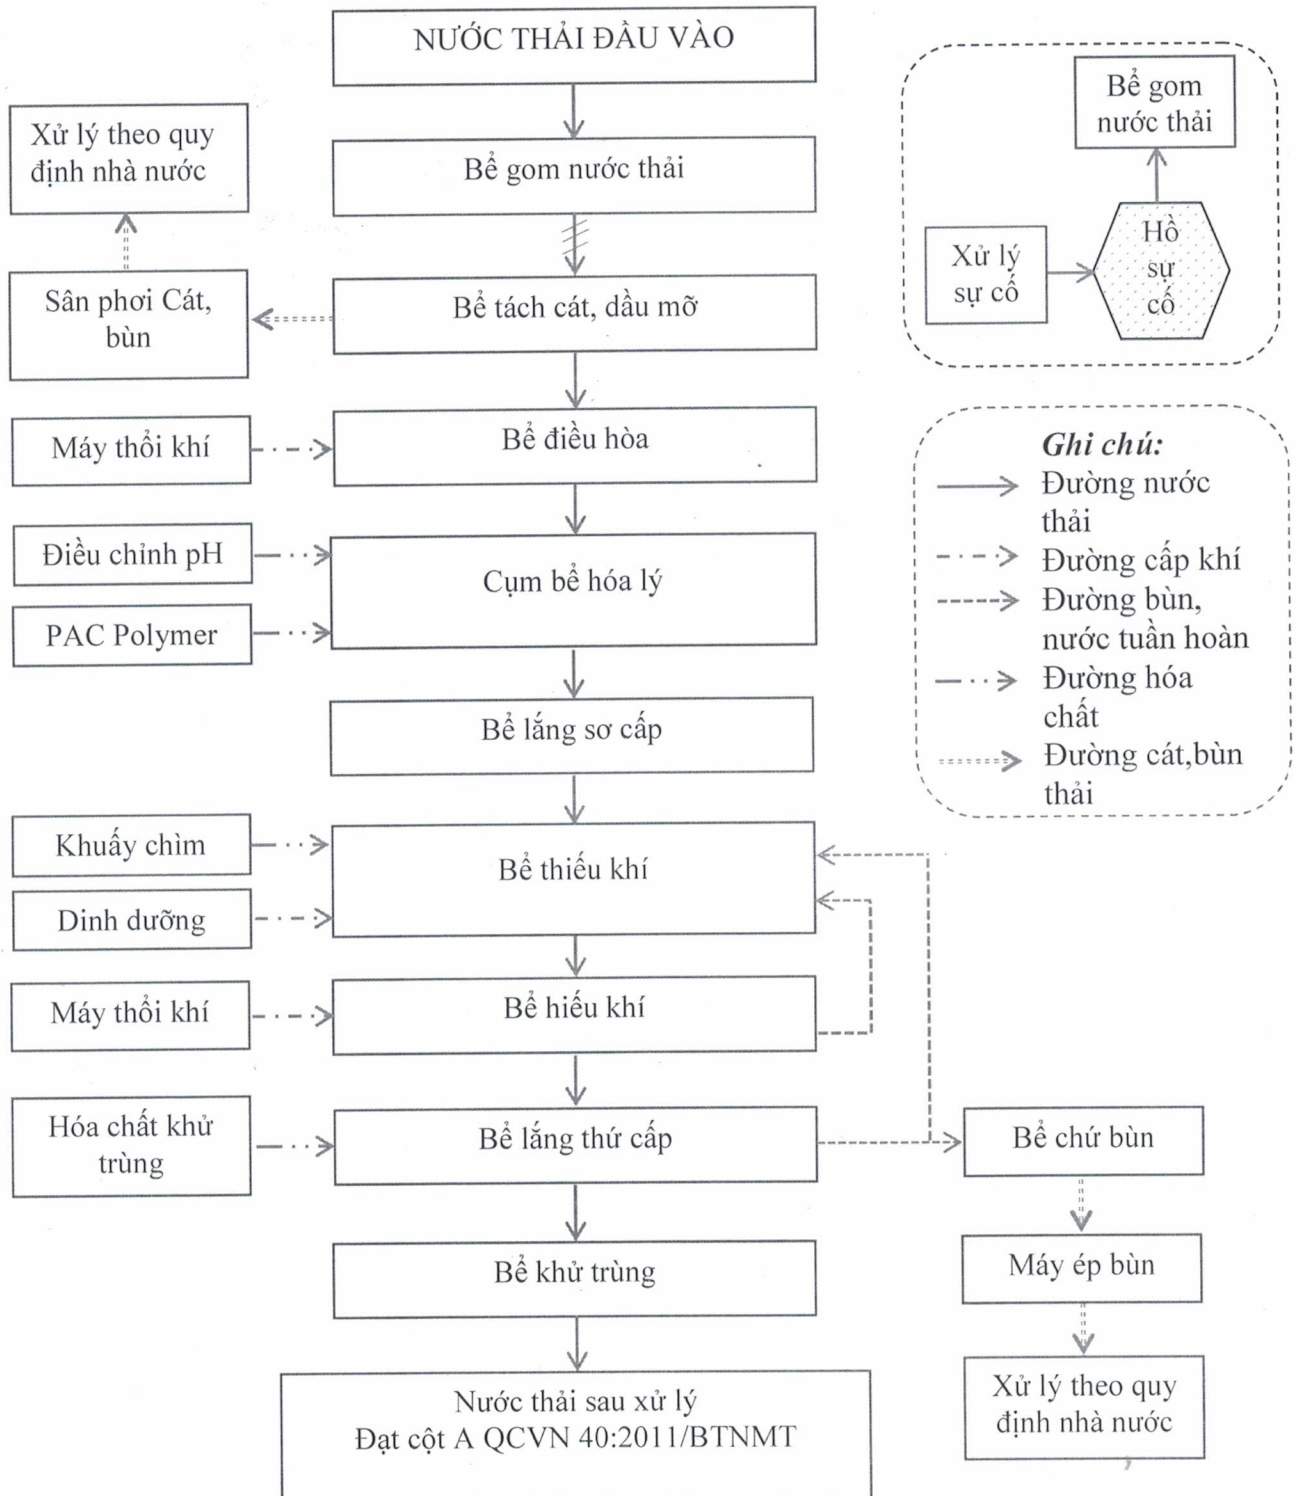 NƯỚC THẢI ĐẦU VÀO
Bể gom
nước thải
Xử lý theo quy
định nhà nước
Bể gom nước thải
Hồ
sự
cố
Xử lý
sự cố
Sân phơi Cát,
bùn
Bể tách cát, dầu mỡ
Máy thổi khí
Bể điều hòa
Ghi chú:
Đường nước
thải
Đường cấp khí
Đường bùn,
nước tuần hoàn
Đường hóa
chất
Đường cát,bùn
thải
Điều chỉnh pH
PAC Polymer
Cụm bể hóa lý
Bể lắng sơ cấp
Khuấy chìm
Dinh dưỡng
Bể thiếu khí
Máy thổi khí
Bể hiếu khí
Hóa chất khử
trùng
Bể lắng thứ cấp
Bể chứ bùn
Bể khử trùng
Máy ép bùn
Nước thải sau xử lý
Đạt cột A QCVN 40:2011/BTNMT
Xử lý theo quy
định nhà nước